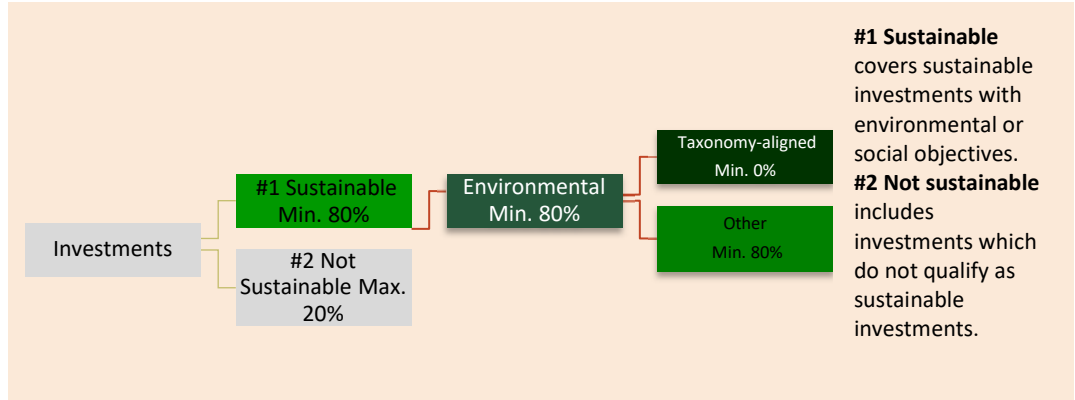 Investments
#1 Sustainable
Min. 80%
#2 Not
Sustainable Max.
20%
Environmental
Min. 80%
Taxonomy-aligned
Min. 0%
Other
Min. 80%
#1 Sustainable
covers sustainable
investments with
environmental or
social objectives.
#2 Not sustainable
includes
investments which
do not qualify as
sustainable
investments.